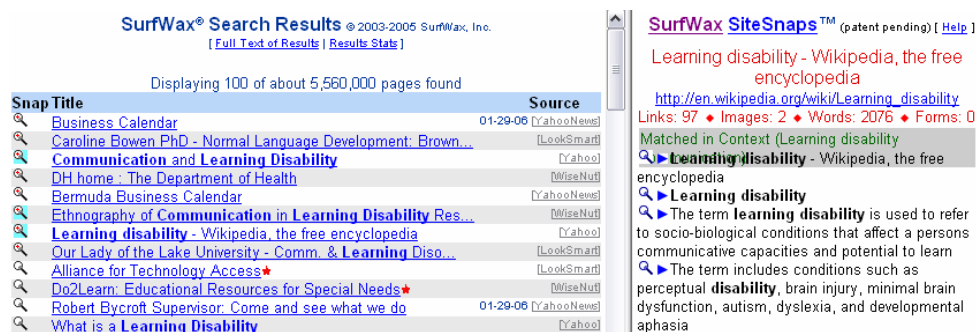 SurfWax® Search Results © 2003-2005 SurfWax, Inc.
[ Full Text of Results | Results Stats ]
Displaying 100 of about 5,560,000 pages found
Snap Title Source
Business Calendar 01-29-06 [YahooNews]
Caroline Bowen PhD - Normal Language Development: Brown... [LookSmart]
Communication and Learning Disability [Yahoo]
DH home : The Department of Health [WiseNut]
Bermuda Business Calendar [YahooNews]
Ethnography of Communication in Learning Disability Res... [WiseNut]
Learning disability - Wikipedia, the free encyclopedia [Yahoo]
Our Lady of the Lake University - Comm. & Learning Diso... [LookSmart]
Alliance for Technology Access [LookSmart]
Do2Learn: Educational Resources for Special Needs [WiseNut]
Robert Bycroft Supervisor: Come and see what we do 01-29-06 [YahooNews]
What is a Learning Disability [Yahoo]
SurfWax SiteSnaps™ (patent pending) [ Help ]
Learning disability - Wikipedia, the free
encyclopedia
http://en.wikipedia.org/wiki/Learning_disability
Links: 97 ♦ Images: 2 ♦ Words: 2076 ♦ Forms: 0
Matched in Context (Learning disability
Learning disability - Wikipedia, the free
encyclopedia
Learning disability
The term learning disability is used to refer
to socio-biological conditions that affect a persons
communicative capacities and potential to learn
The term includes conditions such as
perceptual disability, brain injury, minimal brain
dysfunction, autism, dyslexia, and developmental
aphasia